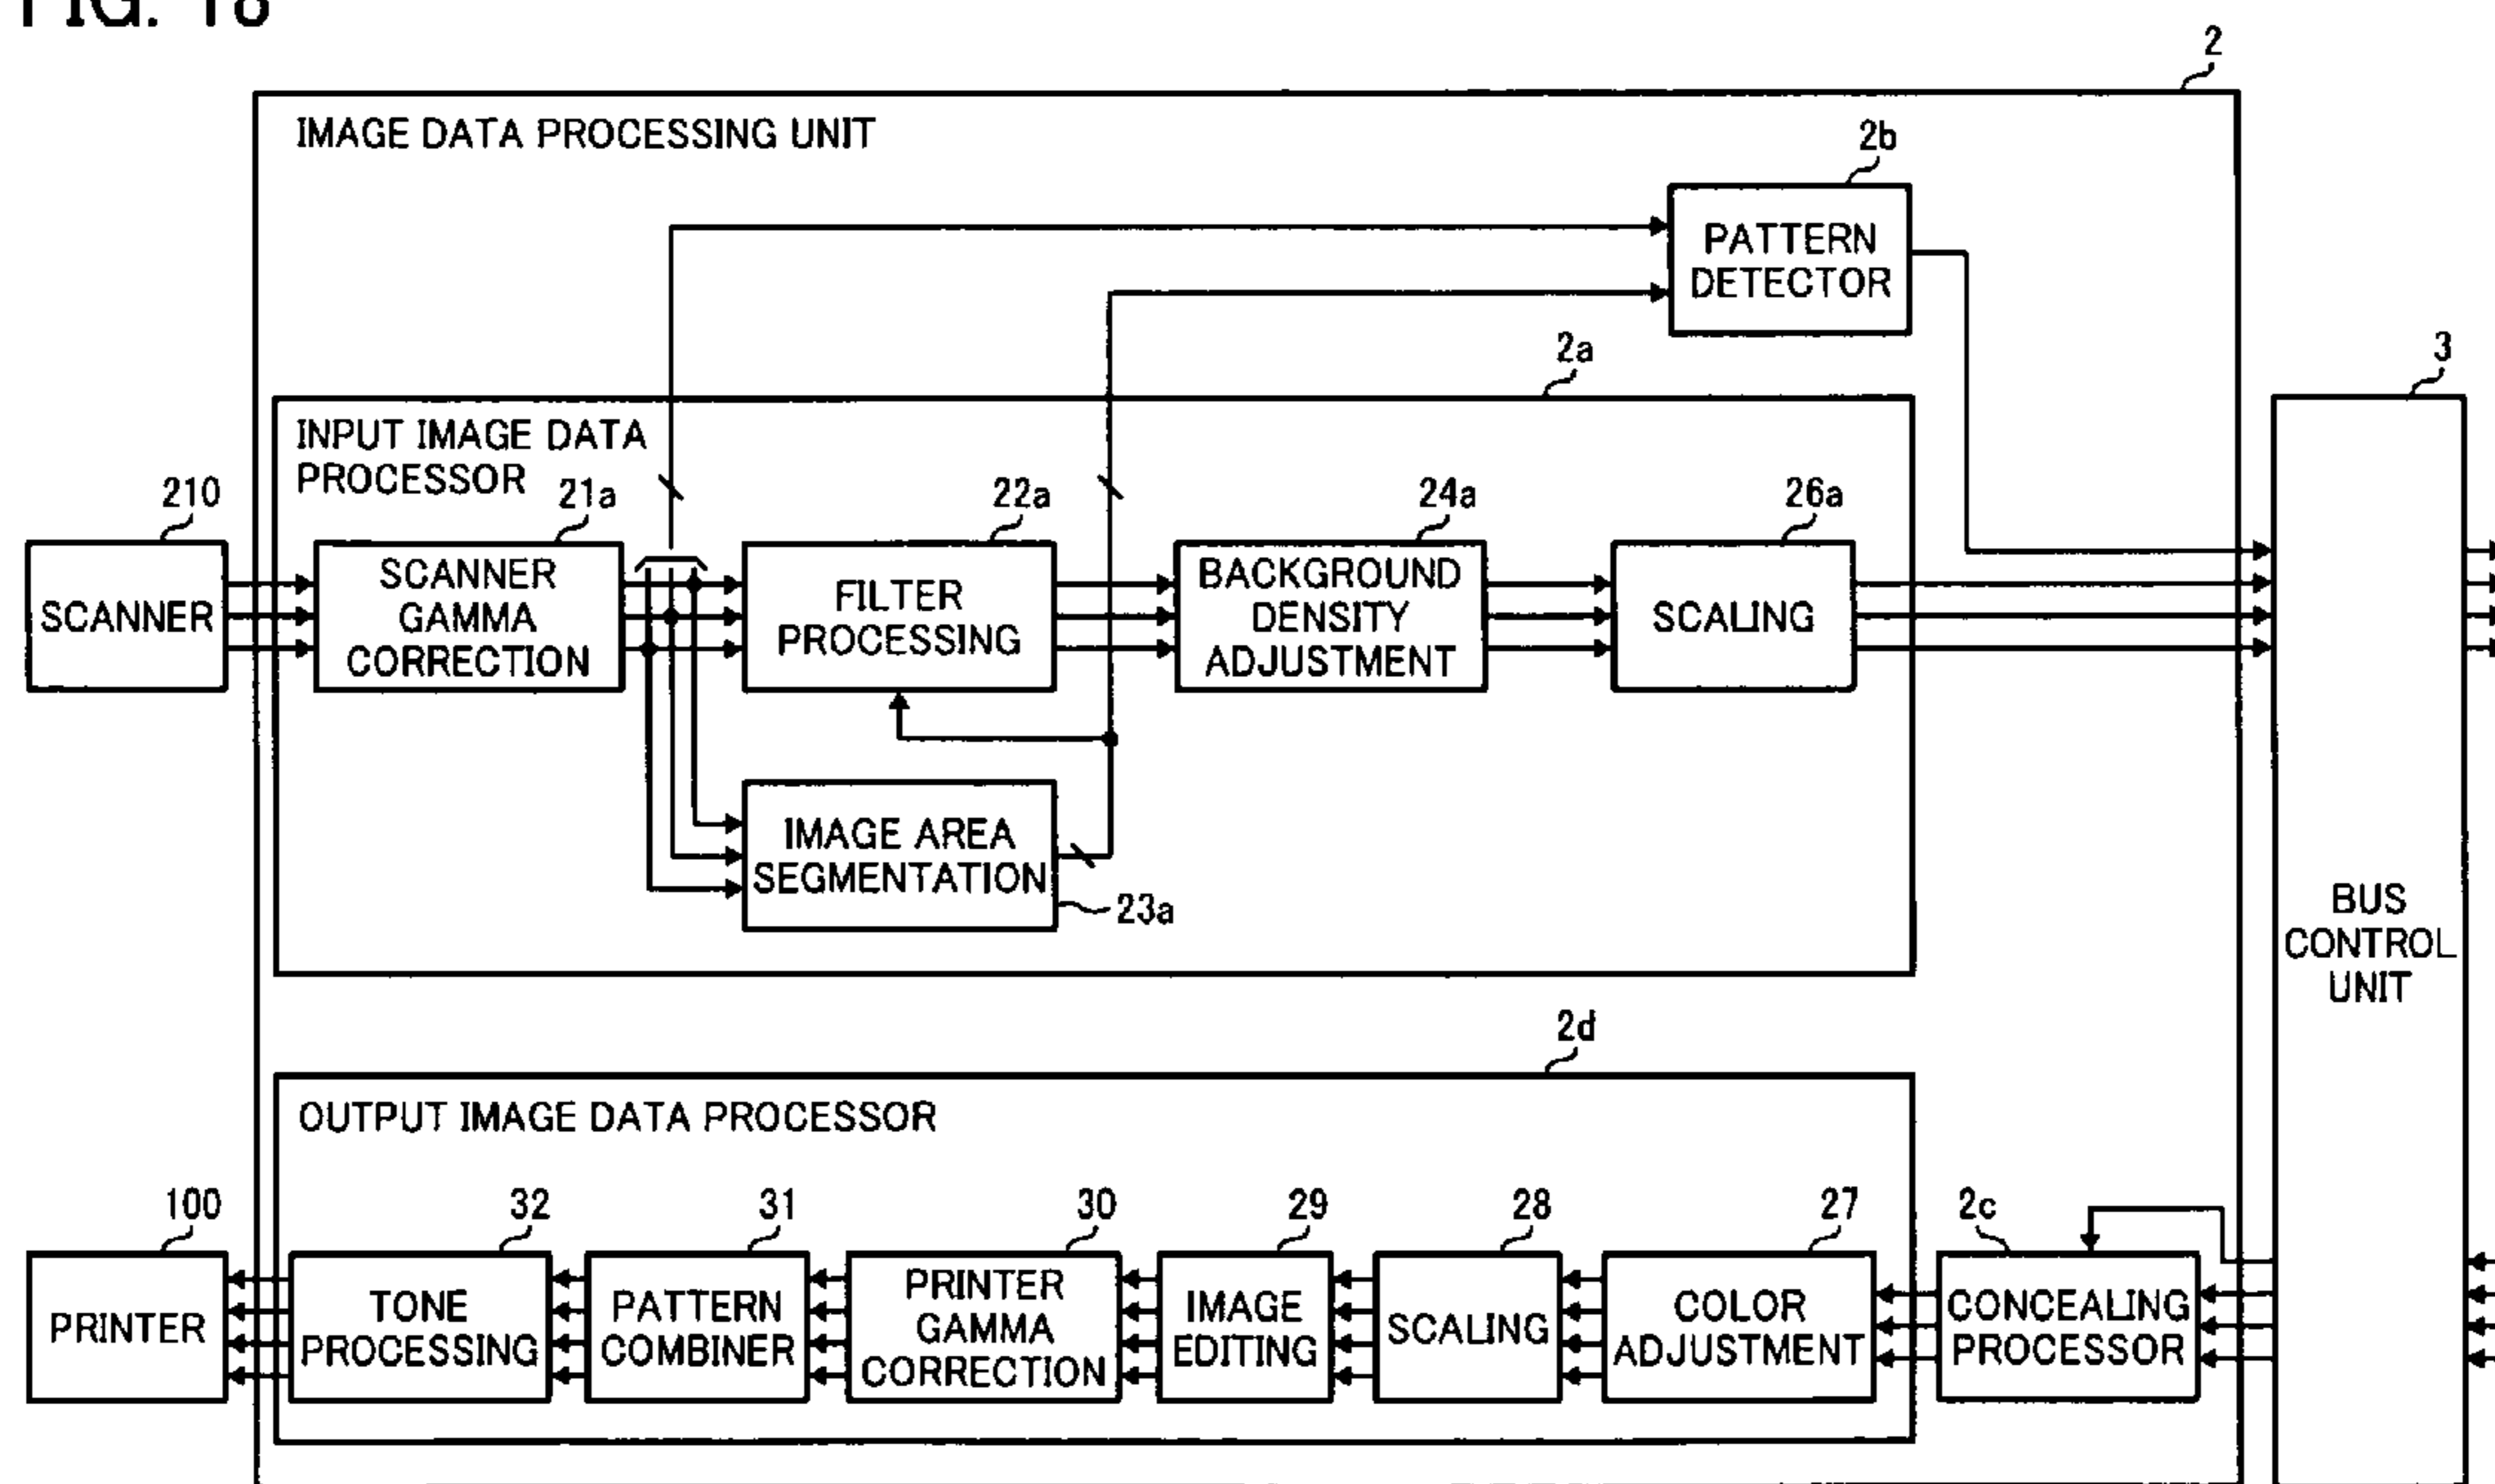 FIG. 18
2
IMAGE DATA PROCESSING UNIT
2b
PATTERN
DETECTOR
2a
3
INPUT IMAGE DATA
PROCESSOR
210
21a
22a
24a
26a
SCANNER
SCANNER
GAMMA
CORRECTION
FILTER
PROCESSING
BACKGROUND
DENSITY
ADJUSTMENT
SCALING
IMAGE AREA
SEGMENTATION
23a
BUS
CONTROL
UNIT
2d
OUTPUT IMAGE DATA PROCESSOR
100
32
31
30
29
28
27
2c
PRINTER
TONE
PROCESSING
PATTERN
COMBINER
PRINTER
GAMMA
CORRECTION
IMAGE
EDITING
SCALING
COLOR
ADJUSTMENT
CONCEALING
PROCESSOR